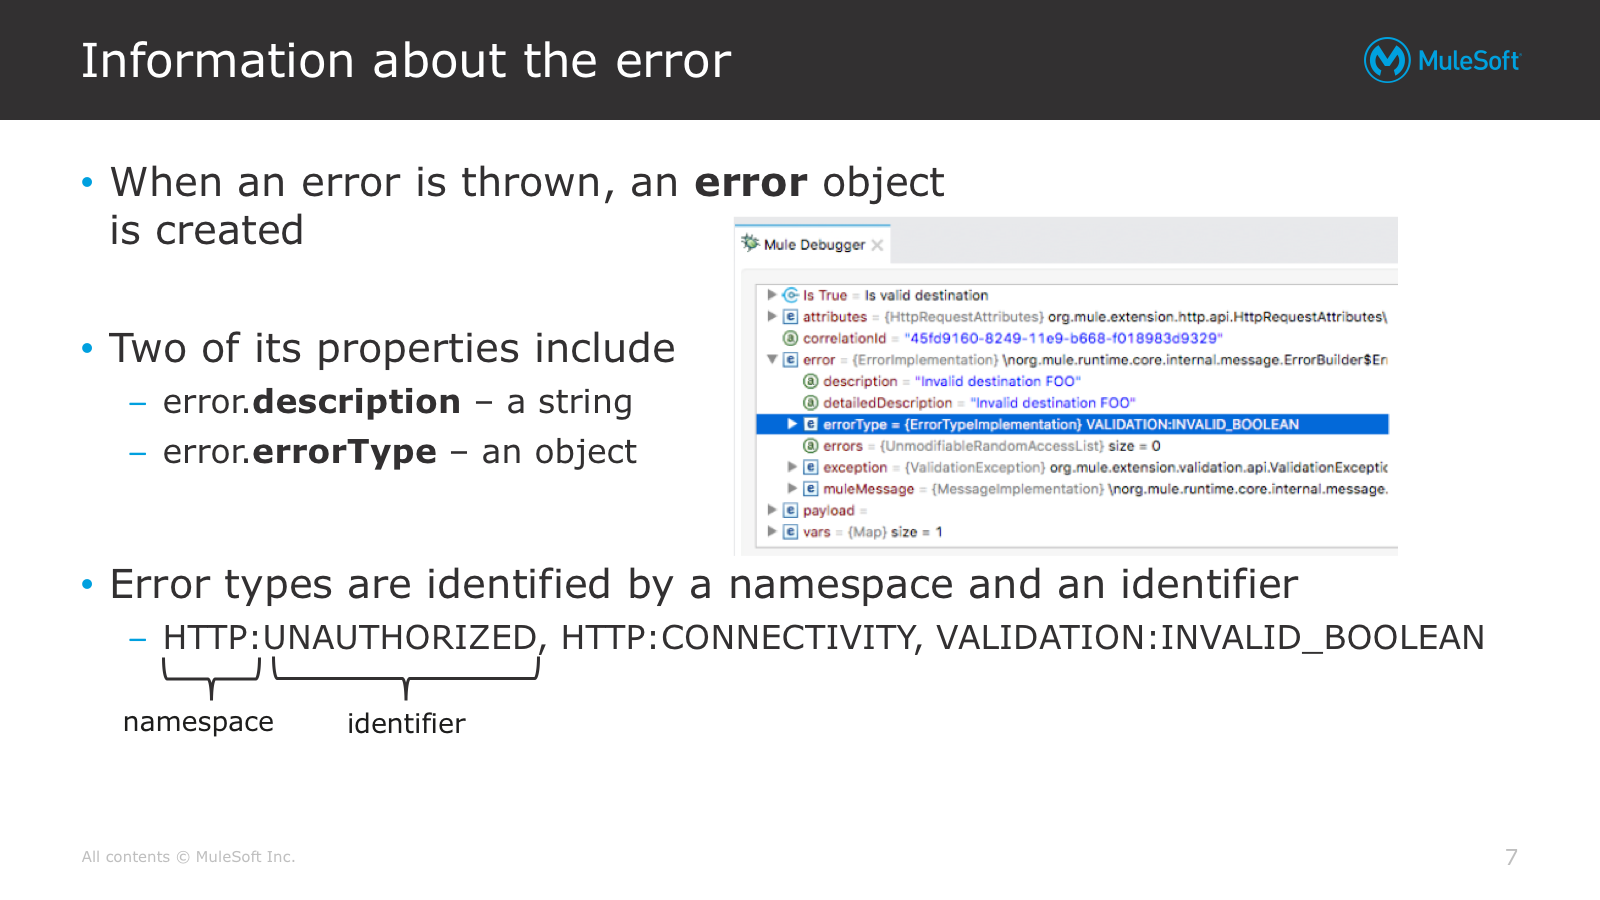 Information about the error
MuleSoft
• When an error is thrown, an error object
is created
• Two of its properties include
– error.description – a string
– error.errorType – an object
Mule Debugger
Is True = Is valid destination
attributes = {HttpRequestAttributes} org.mule.extension.http.api.HttpRequestAttributes\
correlationId = "45fd9160-8249-11e9-b668-f018983d9329"
error = {ErrorImplementation} \norg.mule.runtime.core.internal.message.ErrorBuilder$Er
description = "Invalid destination FOO"
detailedDescription = "Invalid destination FOO"
errorType = {ErrorTypeImplementation} VALIDATION:INVALID_BOOLEAN
errors = {UnmodifiableRandomAccessList} size = 0
exception = {ValidationException} org.mule.extension.validation.api.ValidationExceptic
muleMessage = {MessageImplementation} \norg.mule.runtime.core.internal.message.
payload =
vars = {Map} size = 1
• Error types are identified by a namespace and an identifier
– HTTP:UNAUTHORIZED, HTTP:CONNECTIVITY, VALIDATION:INVALID_BOOLEAN
namespace identifier
All contents © MuleSoft Inc.
7